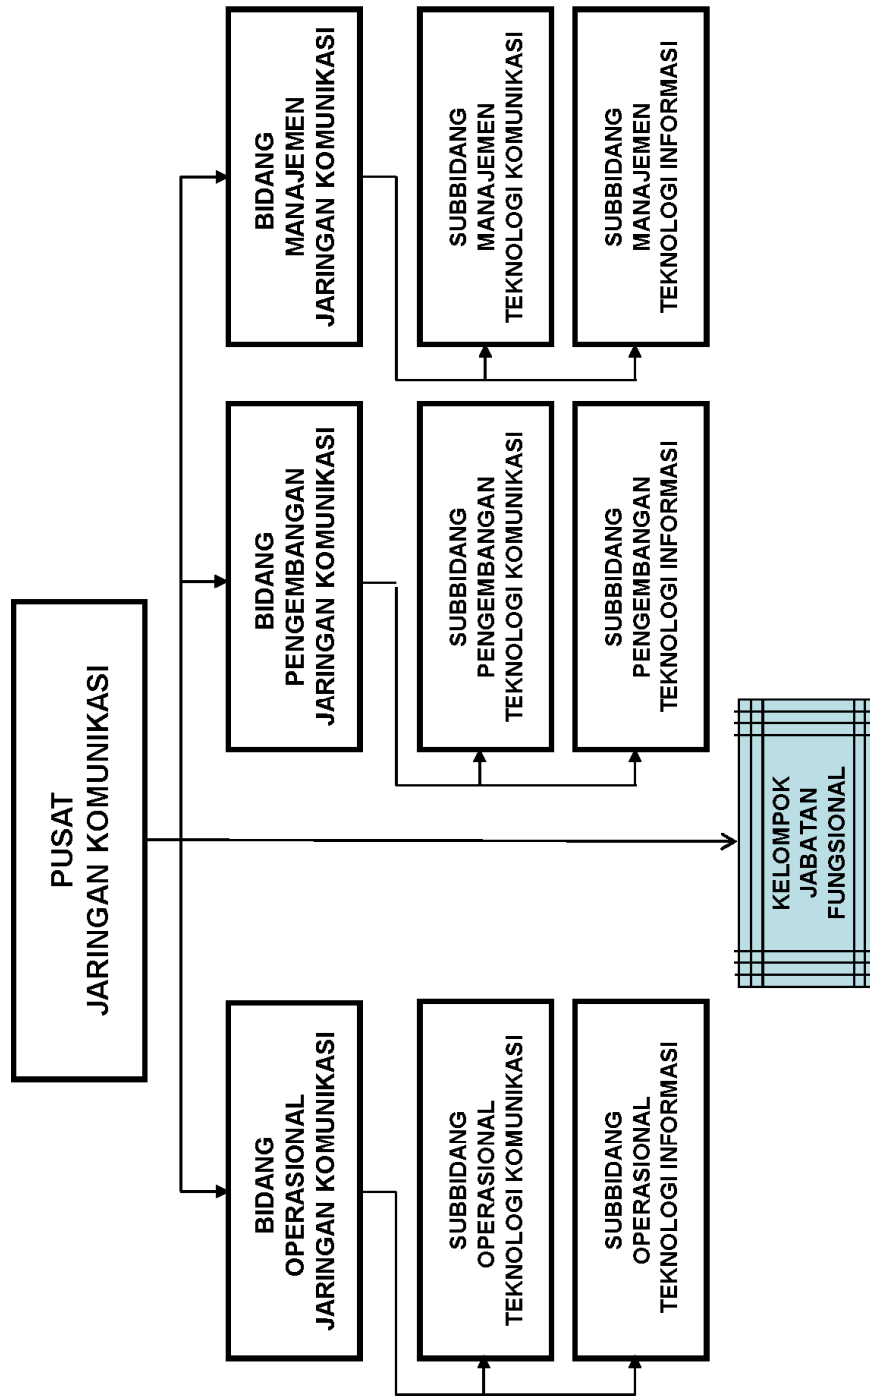 PUSAT
JARINGAN KOMUNIKASI
BIDANG
OPERASIONAL
JARINGAN KOMUNIKASI
BIDANG
PENGEMBANGAN
JARINGAN KOMUNIKASI
BIDANG
MANAJEMEN
JARINGAN KOMUNIKASI
SUBBIDANG
OPERASIONAL
TEKNOLOGI KOMUNIKASI
SUBBIDANG
PENGEMBANGAN
TEKNOLOGI KOMUNIKASI
SUBBIDANG
MANAJEMEN
TEKNOLOGI KOMUNIKASI
SUBBIDANG
OPERASIONAL
TEKNOLOGI INFORMASI
SUBBIDANG
PENGEMBANGAN
TEKNOLOGI INFORMASI
SUBBIDANG
MANAJEMEN
TEKNOLOGI INFORMASI
KELOMPOK
JABATAN
FUNGSIONAL